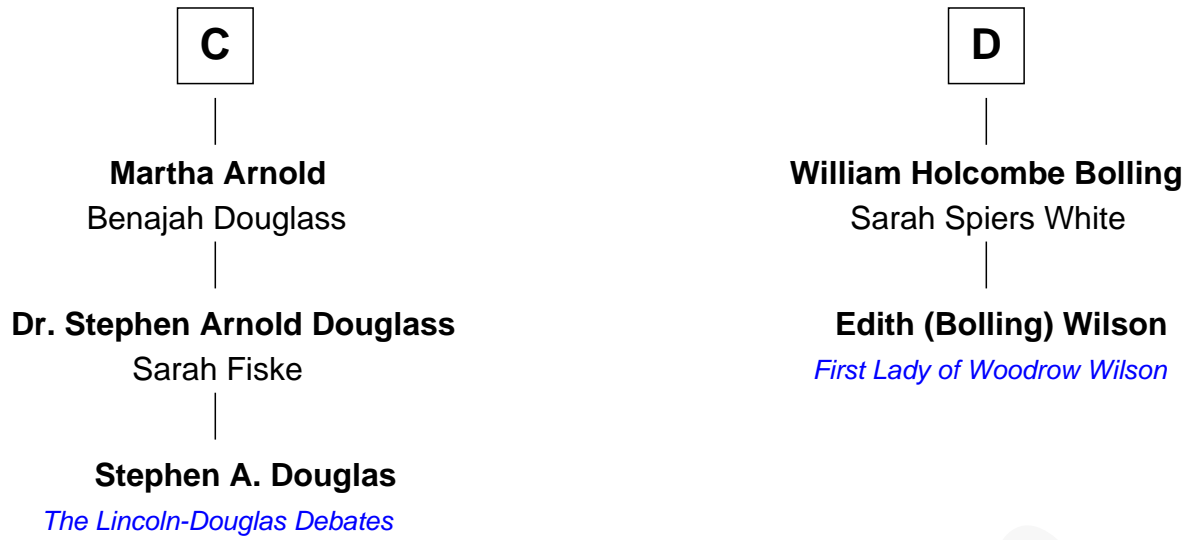 C
Martha Arnold
Benajah Douglass
Dr. Stephen Arnold Douglass
Sarah Fiske
Stephen A. Douglas
The Lincoln-Douglas Debates
D
William Holcombe Bolling
Sarah Spiers White
Edith (Bolling) Wilson
First Lady of Woodrow Wilson